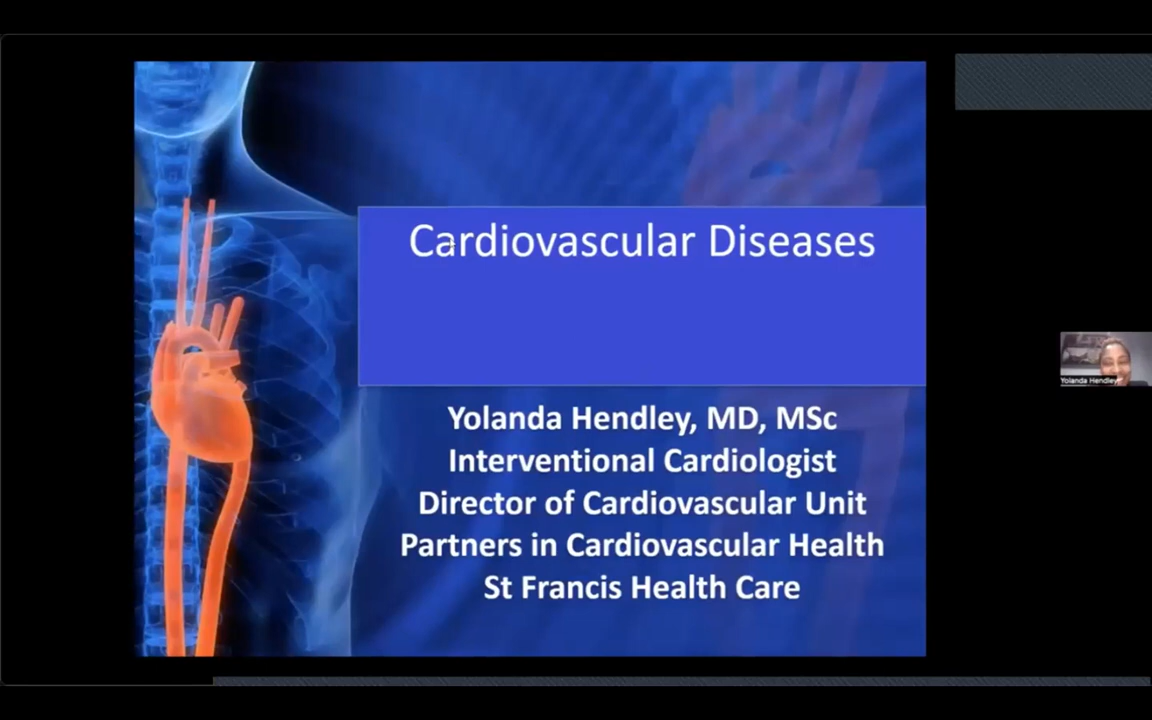 Cardiovascular Diseases
Yolanda Hendley, MD, MSc
Interventional Cardiologist
Director of Cardiovascular Unit
Partners in Cardiovascular Health
St Francis Health Care
Yolanda Hendley